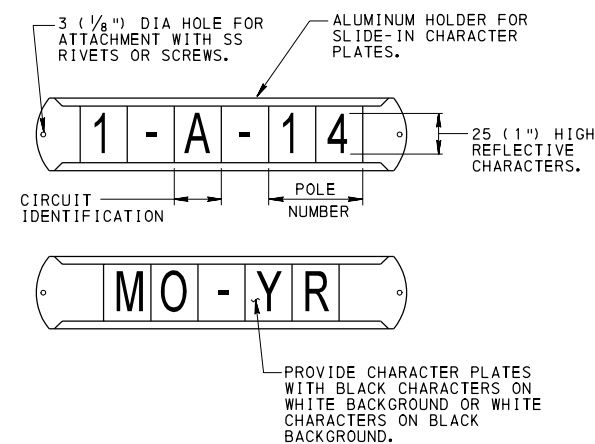 3 (⅛") DIA HOLE FOR
ATTACHMENT WITH SS
RIVETS OR SCREWS.
ALUMINUM HOLDER FOR
SLIDE-IN CHARACTER
PLATES.
1-A-14
25 (1") HIGH
REFLECTIVE
CHARACTERS.
CIRCUIT
IDENTIFICATION
POLE
NUMBER
MO-YR
PROVIDE CHARACTER PLATES
WITH BLACK CHARACTERS ON
WHITE BACKGROUND OR WHITE
CHARACTERS ON BLACK
BACKGROUND.